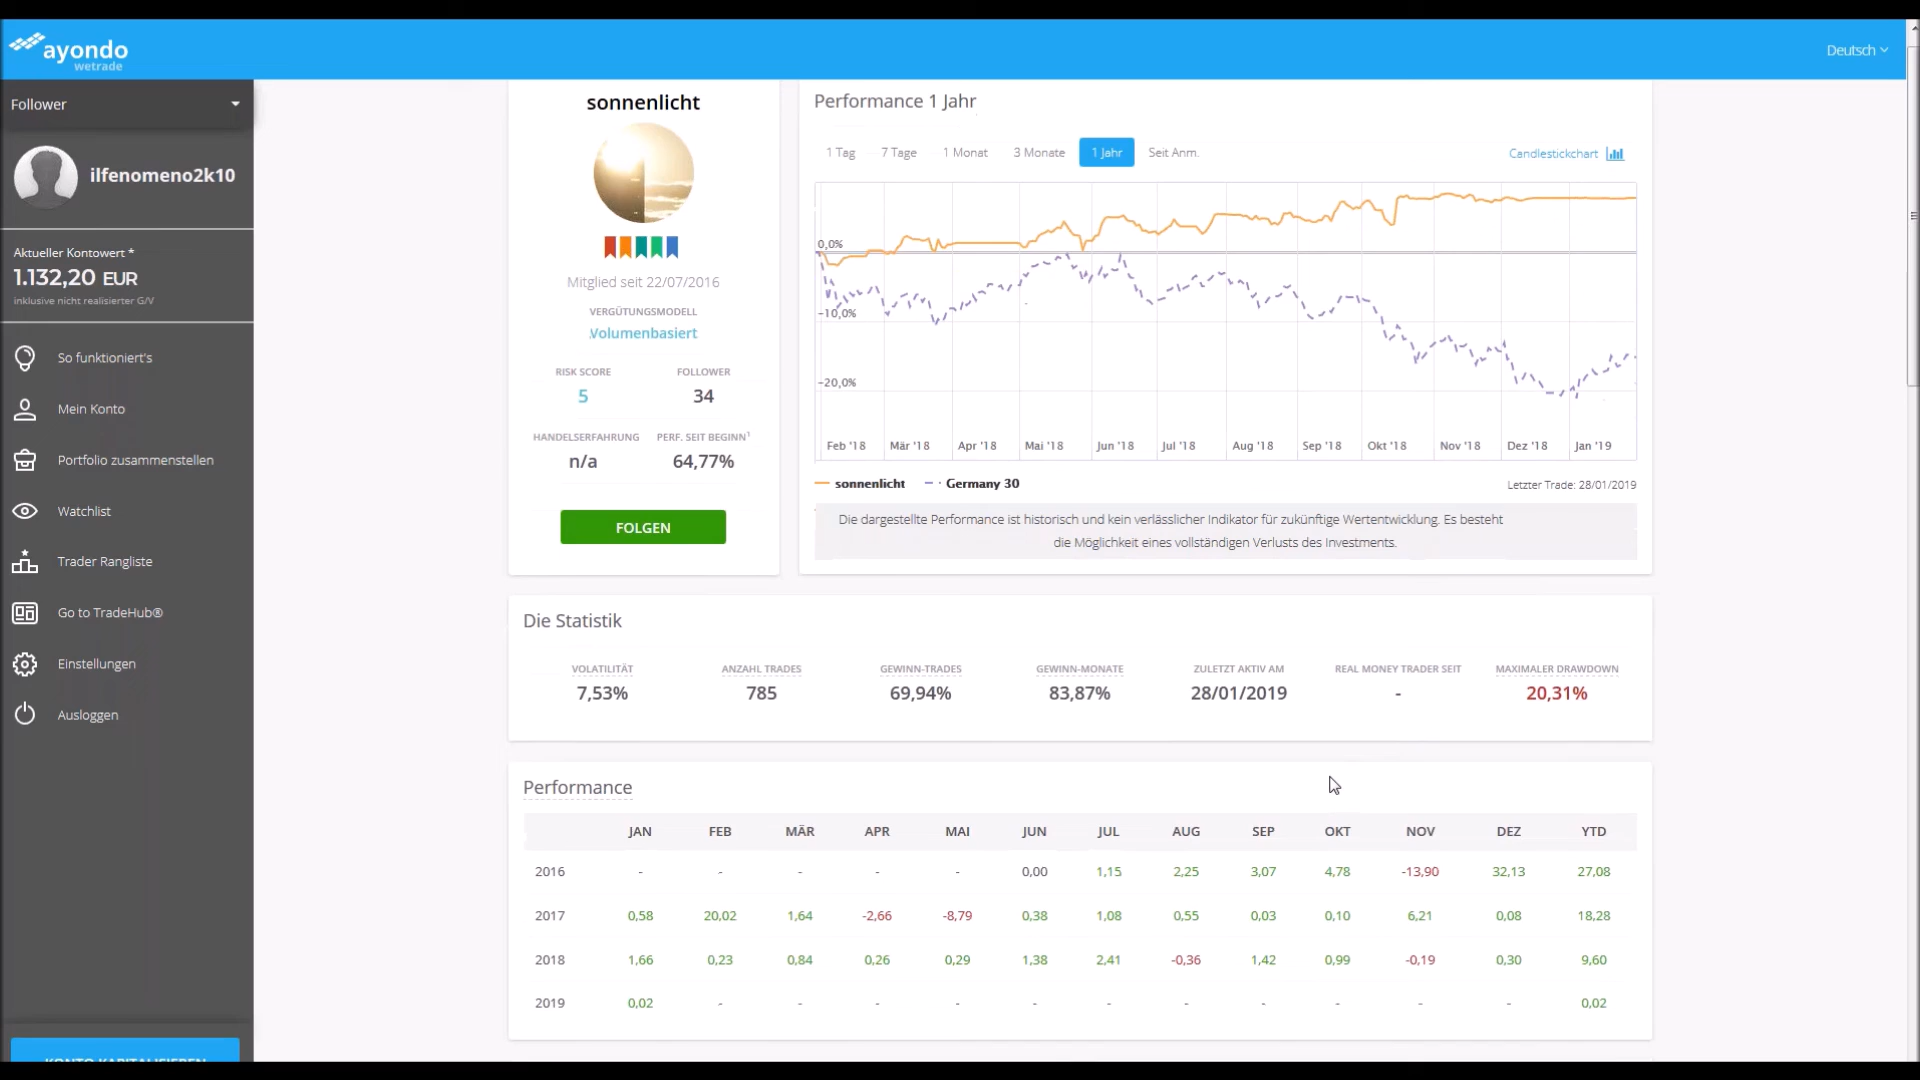 ayondo
wetrade
Deutsch
Follower
ilfenomeno2k10
Aktueller Kontowert *
1.132,20 EUR
inklusive nicht realisierter G/V
So funktioniert's
Mein Konto
Portfolio zusammenstellen
Watchlist
Trader Rangliste
Go to TradeHub®
Einstellungen
Ausloggen
KONTO KAPITALISIEREN
sonnenlicht
Mitglied seit 22/07/2016
VERGÜTUNGSMODELL
Volumenbasiert
RISK SCORE FOLLOWER
5 34
HANDELSERFAHRUNG PERF. SEIT BEGINN¹
n/a 64,77%
FOLGEN
Performance 1 Jahr
1 Tag 7 Tage 1 Monat 3 Monate 1 Jahr Seit Anm. Candlestickchart
0,0%
-10,0%
-20,0%
Feb '18 Mär '18 Apr '18 Mai '18 Jun '18 Jul '18 Aug '18 Sep '18 Okt '18 Nov '18 Dez '18 Jan '19
sonnenlicht Germany 30 Letzter Trade: 28/01/2019
Die dargestellte Performance ist historisch und kein verlässlicher Indikator für zukünftige Wertentwicklung. Es besteht
die Möglichkeit eines vollständigen Verlusts des Investments.
Die Statistik
VOLATILITÄT ANZAHL TRADES GEWINN-TRADES GEWINN-MONATE ZULETZT AKTIV AM REAL MONEY TRADER SEIT MAXIMALER DRAWDOWN
7,53% 785 69,94% 83,87% 28/01/2019 - 20,31%
Performance
JAN FEB MÄR APR MAI JUN JUL AUG SEP OKT NOV DEZ YTD
2016 - - - - - 0,00 1,15 2,25 3,07 4,78 -13,90 32,13 27,08
2017 0,58 20,02 1,64 -2,66 -8,79 0,38 1,08 0,55 0,03 0,10 6,21 0,08 18,28
2018 1,66 0,23 0,84 0,26 0,29 1,38 2,41 -0,36 1,42 0,99 -0,19 0,30 9,60
2019 0,02 - - - - - - - - - - - 0,02